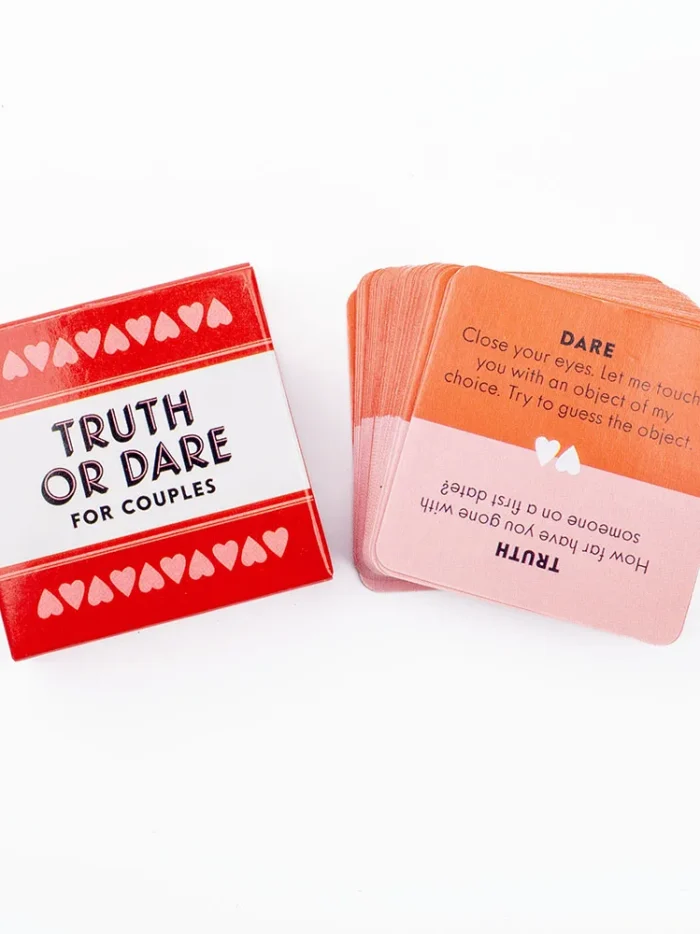 TRUTH
OR DARE
FOR COUPLES
DARE
Close your eyes. Let me touch
you with an object of my
choice. Try to guess the object.
TRUTH
How far have you gone with
someone on a first date?